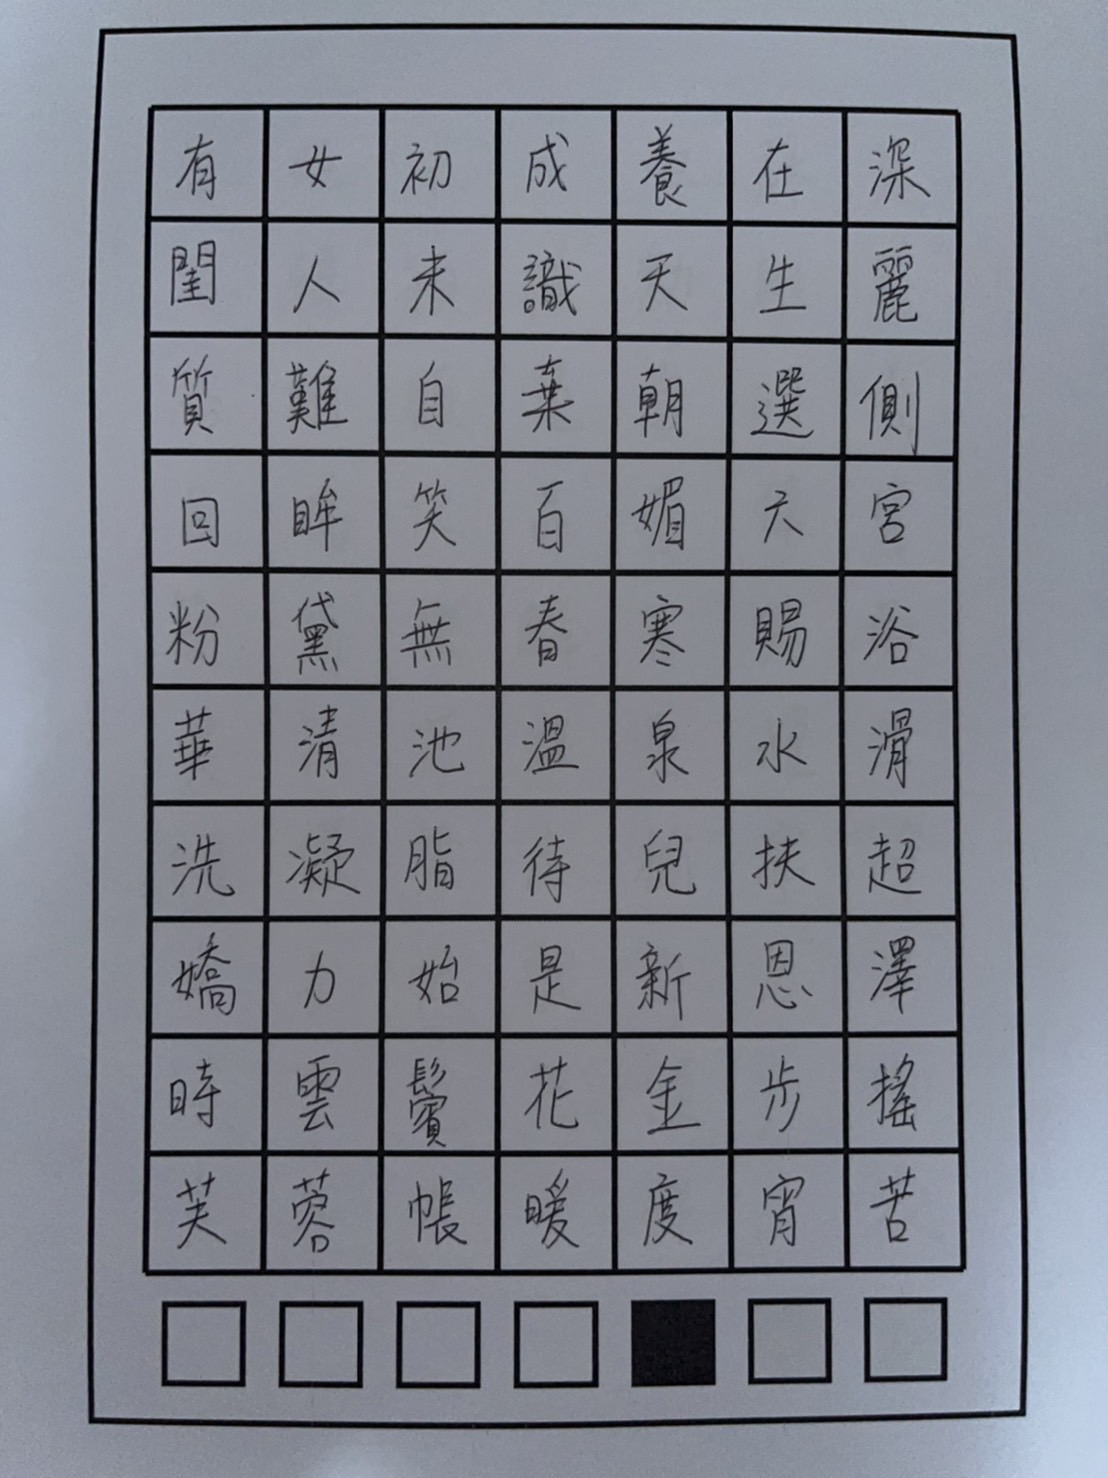 有女初成養在深
閨人未識天生麗
質難自棄朝選側
回眸笑百媚六宮
粉黛無春寒賜浴
華清池溫泉水滑
洗凝脂待兒扶超
嬌力始是新恩澤
時雲鬢花金步搖
芙蓉帳暖度宵苦